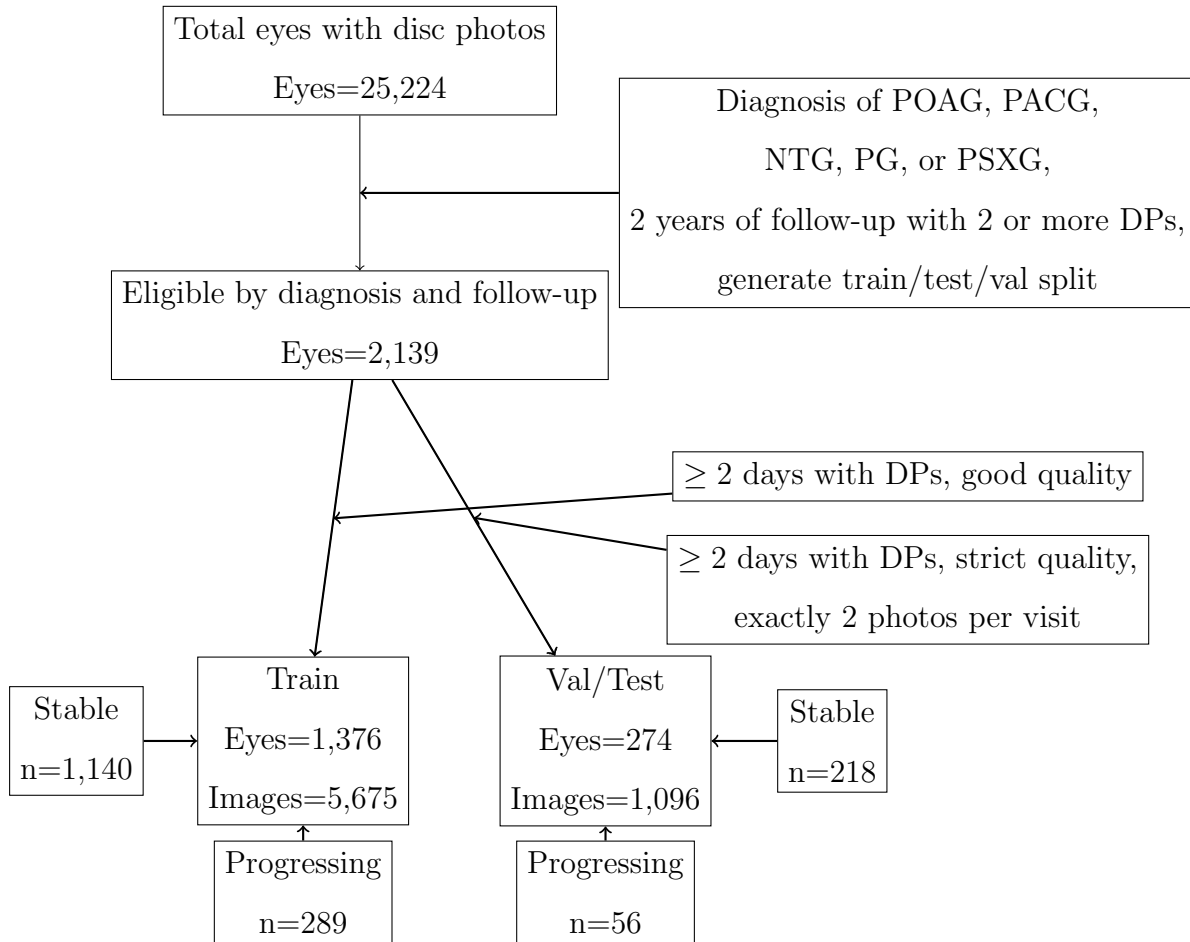 Total eyes with disc photos
Eyes=25,224
Diagnosis of POAG, PACG,
NTG, PG, or PSXG,
2 years of follow-up with 2 or more DPs,
generate train/test/val split
Eligible by diagnosis and follow-up
Eyes=2,139
≥ 2 days with DPs, good quality
≥ 2 days with DPs, strict quality,
exactly 2 photos per visit
Stable
n=1,140
Train
Eyes=1,376
Images=5,675
Val/Test
Eyes=274
Images=1,096
Stable
n=218
Progressing
n=289
Progressing
n=56